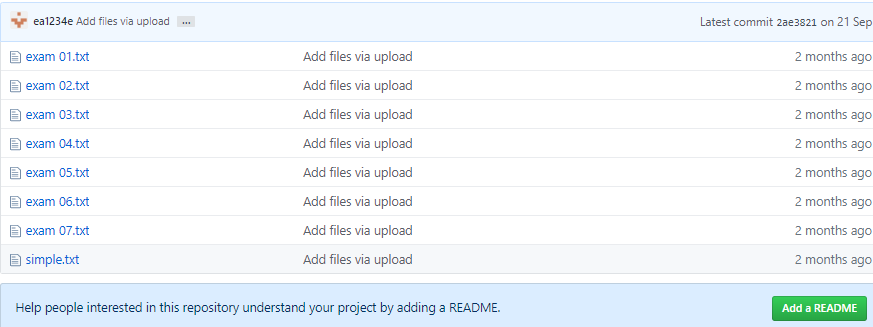 ea1234e Add files via upload ... Latest commit 2ae3821 on 21 Sep
exam 01.txt Add files via upload 2 months ago
exam 02.txt Add files via upload 2 months ago
exam 03.txt Add files via upload 2 months ago
exam 04.txt Add files via upload 2 months ago
exam 05.txt Add files via upload 2 months ago
exam 06.txt Add files via upload 2 months ago
exam 07.txt Add files via upload 2 months ago
simple.txt Add files via upload 2 months ago
Help people interested in this repository understand your project by adding a README. Add a README